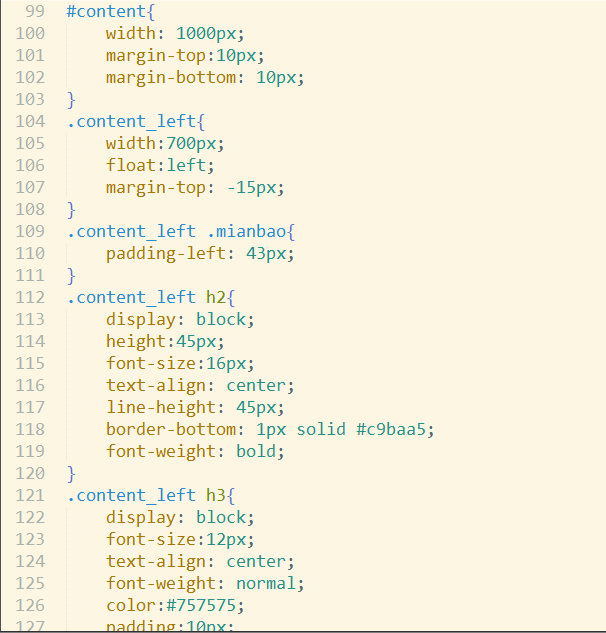 99 #content{
100 width: 1000px;
101 margin-top:10px;
102 margin-bottom: 10px;
103 }
104 .content_left{
105 width:700px;
106 float:left;
107 margin-top: -15px;
108 }
109 .content_left .mianbao{
110 padding-left: 43px;
111 }
112 .content_left h2{
113 display: block;
114 height:45px;
115 font-size:16px;
116 text-align: center;
117 line-height: 45px;
118 border-bottom: 1px solid #c9baa5;
119 font-weight: bold;
120 }
121 .content_left h3{
122 display: block;
123 font-size:12px;
124 text-align: center;
125 font-weight: normal;
126 color:#757575;
127 padding:10px;